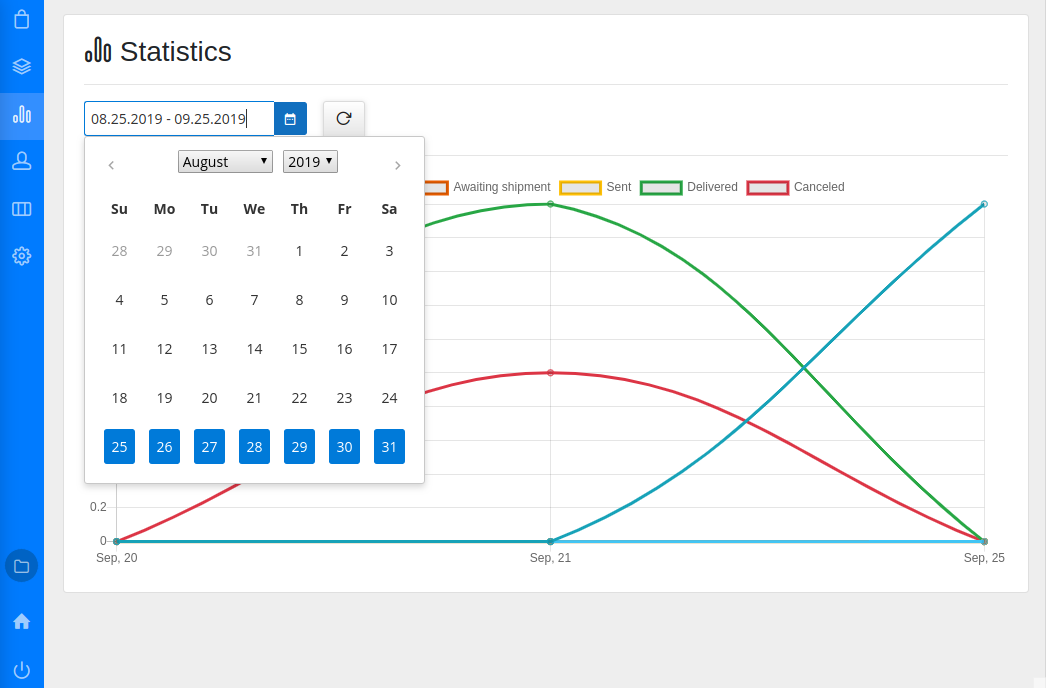 Statistics
08.25.2019 - 09.25.2019
August 2019
Awaiting shipment Sent Delivered Canceled
Su Mo Tu We Th Fr Sa
28 29 30 31 1 2 3
4 5 6 7 8 9 10
11 12 13 14 15 16 17
18 19 20 21 22 23 24
25 26 27 28 29 30 31
0.2
0
Sep, 20 Sep, 21 Sep, 25